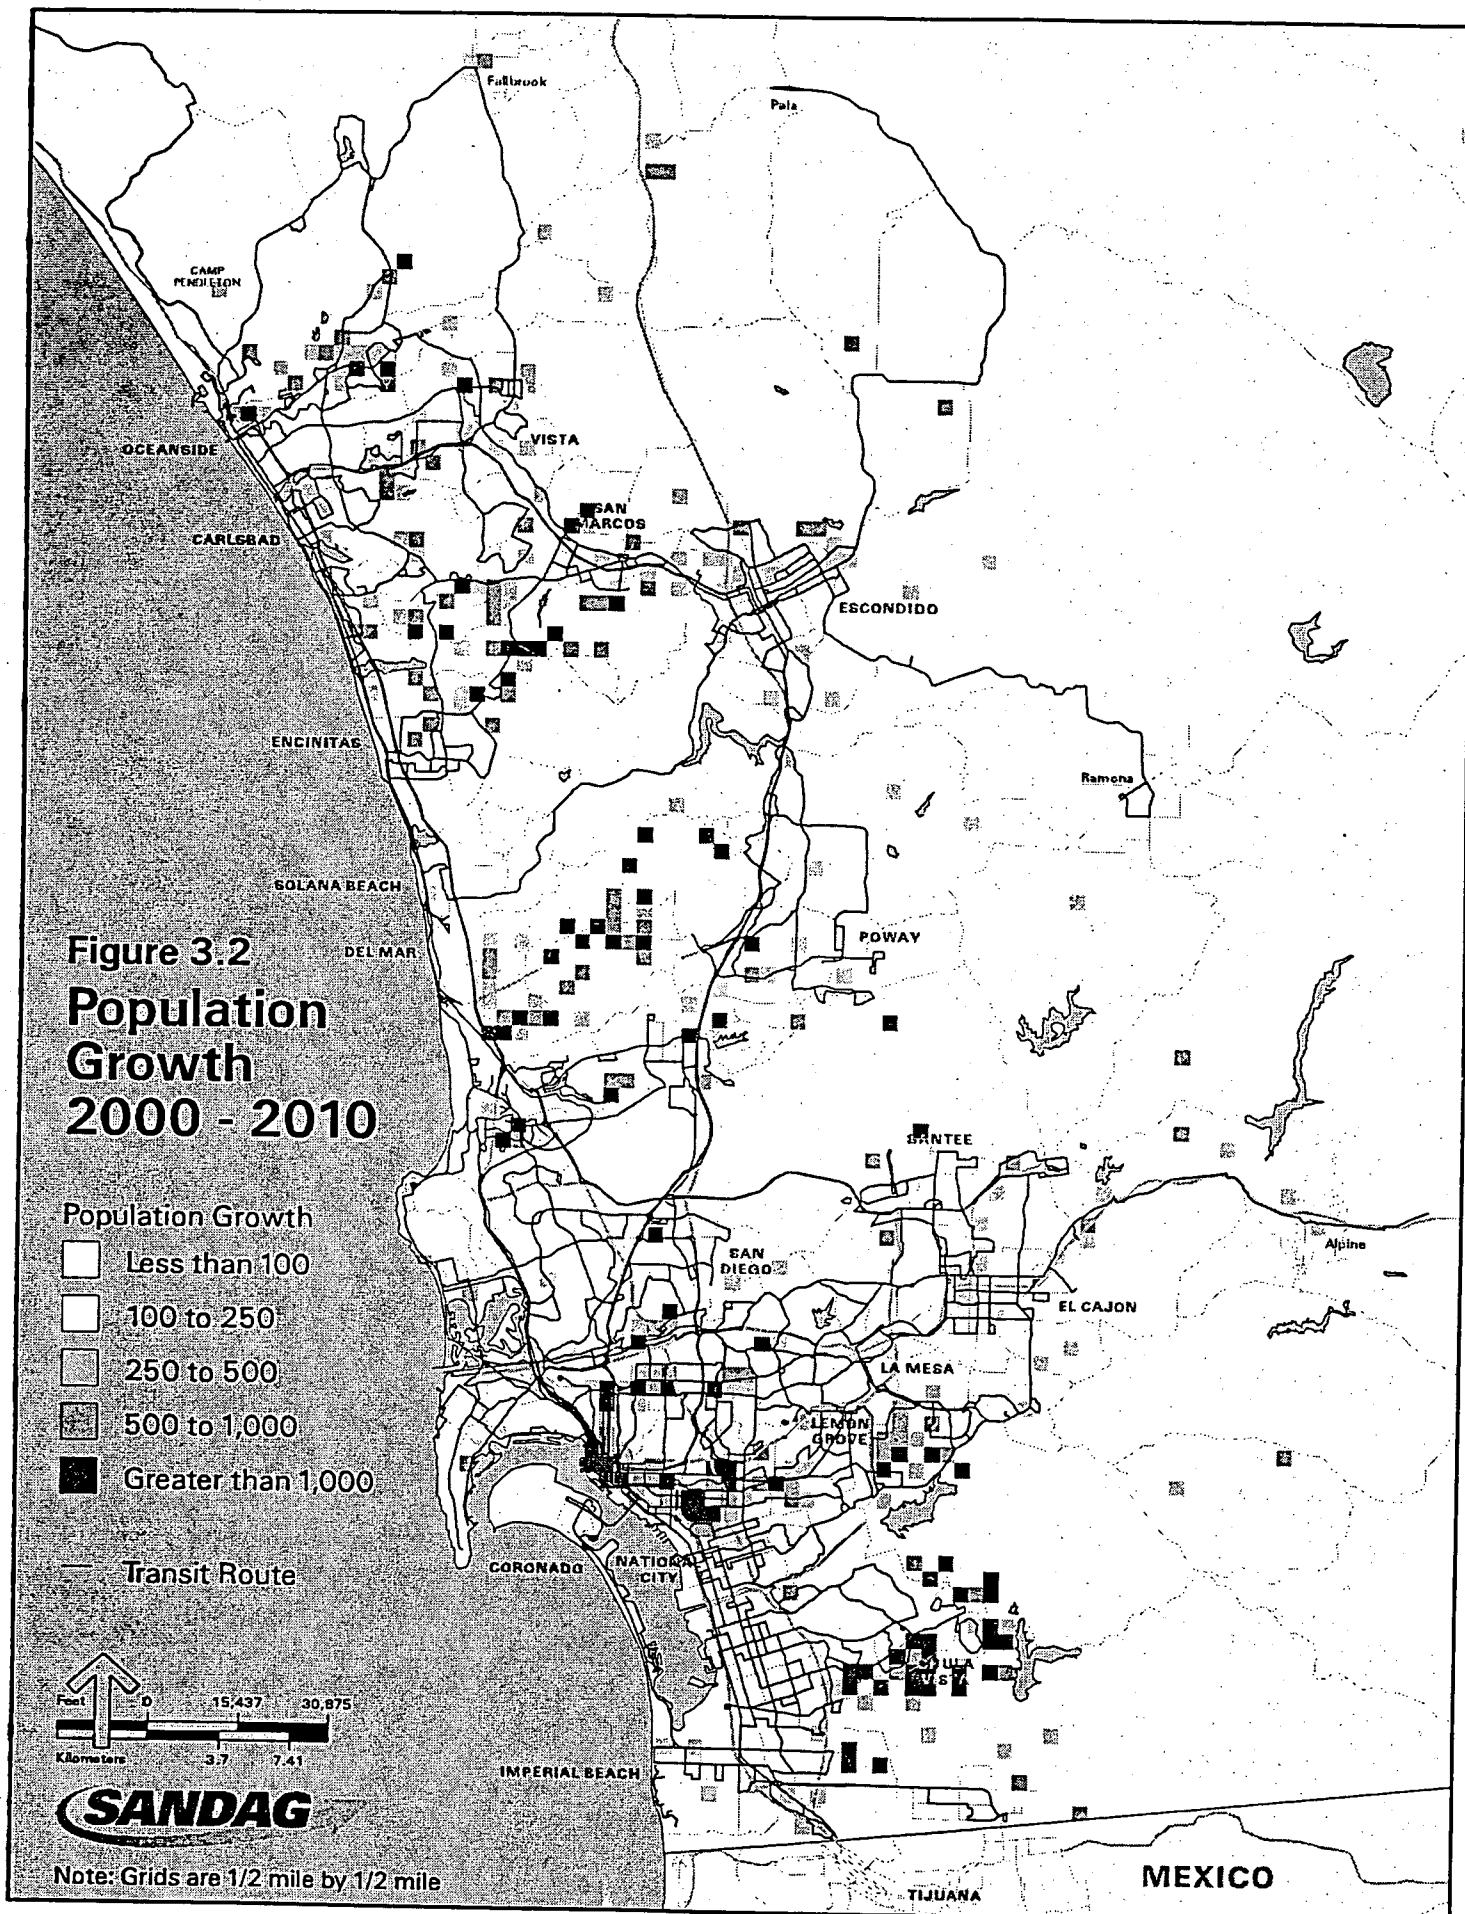 Fallbrook
Pala
CAMP
PENDLETON
OCEANSIDE
VISTA
SAN
MARCOS
CARLSBAD
ESCONDIDO
ENCINITAS
Ramona
SOLANA BEACH
DEL MAR
POWAY
Figure 3.2
Population
Growth
2000 - 2010
SANTEE
Population Growth
Less than 100
100 to 250
250 to 500
500 to 1,000
Greater than 1,000
Transit Route
SAN
DIEGO
Alpine
EL CAJON
LA MESA
LEMON
GROVE
CORONADO
NATIONAL
CITY
CHULA
VISTA
Feet 0 15,437 30,875
Kilometers 3.7 7.41
IMPERIAL BEACH
SANDAG
Note: Grids are 1/2 mile by 1/2 mile
MEXICO
TIJUANA